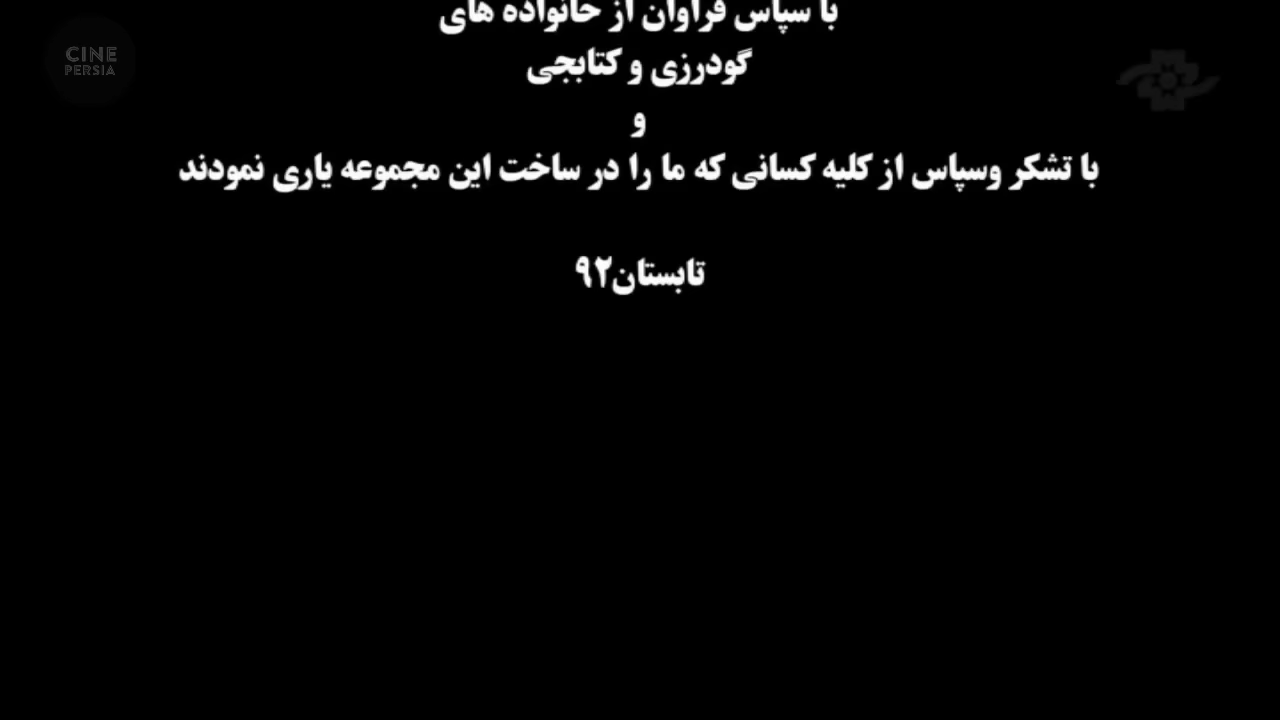 CINE
PERSIA
با سپاس فراوان از خانواده های
گودرزی و کتابچی
و
با تشکر وسپاس از کلیه کسانی که ما را در ساخت این مجموعه یاری نمودند
تابستان۹۲